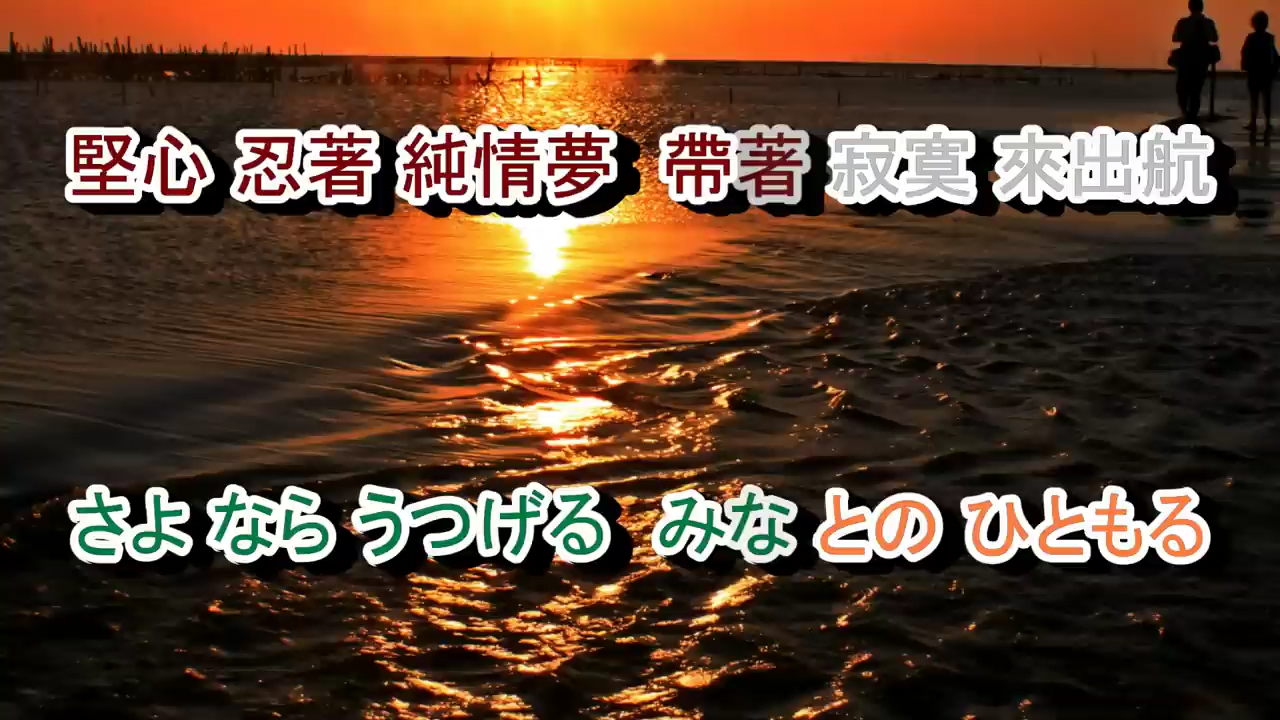 堅心 忍著 純情夢 帶著 寂寞 來出航
さよ なら うつげる みな との ひともる